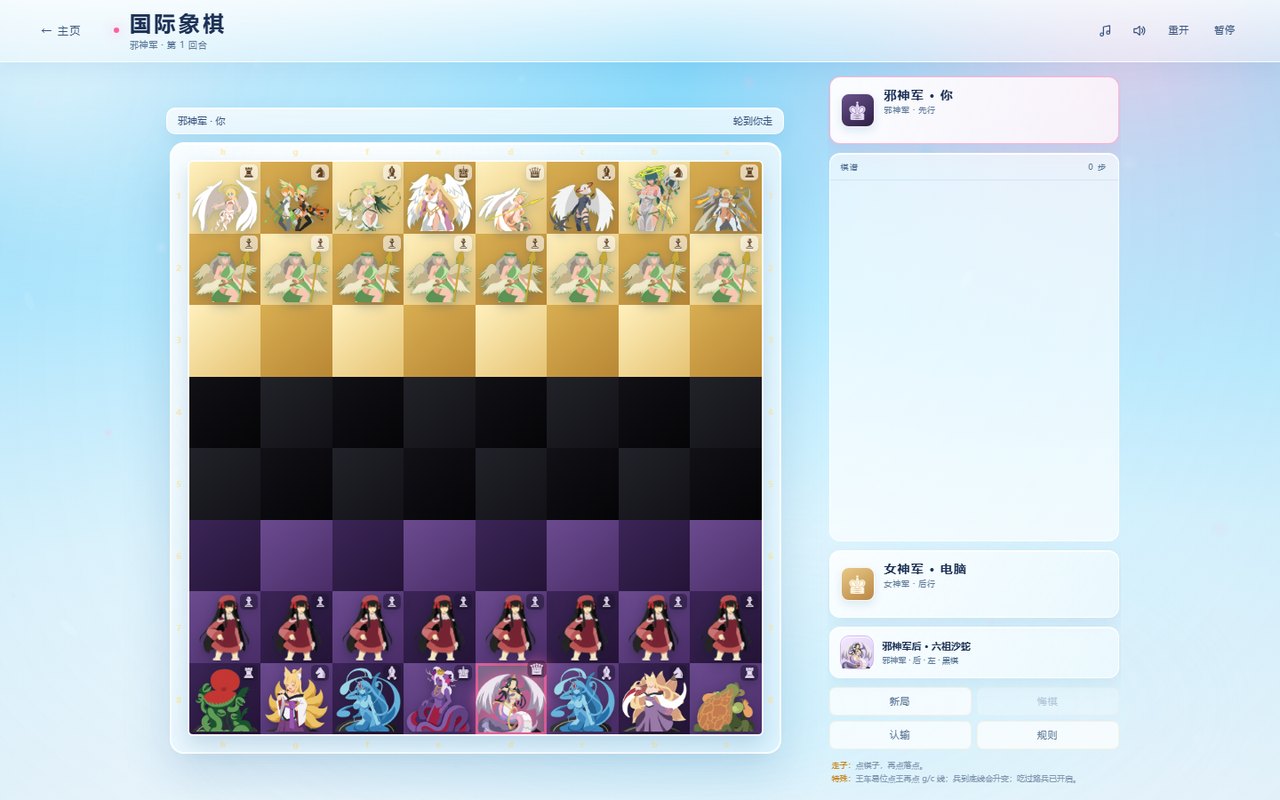 ← 主页
国际象棋
邪神军 · 第 1 回合
重开
暂停
邪神军 · 你
轮到你走
邪神军 · 你
邪神军 · 先行
棋谱
0 步
女神军 · 电脑
女神军 · 后行
邪神军后 · 六祖沙蛇
邪神军 · 后 · 左 · 黑棋
新局
悔棋
认输
规则
走子：点棋子，再点落点。
特殊：王车易位点王再点 g/c 线；兵到底线会升变；吃过路兵已开启。